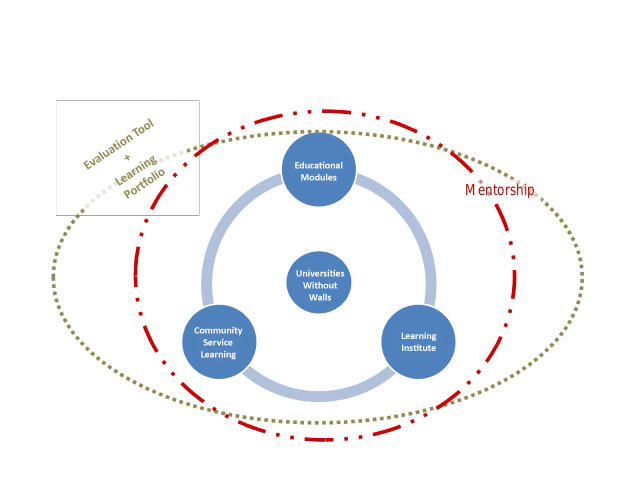 Evaluation Tool
+
Learning
Portfolio
Educational
Modules
Mentorship
Universities
Without
Walls
Community
Service
Learning
Learning
Institute